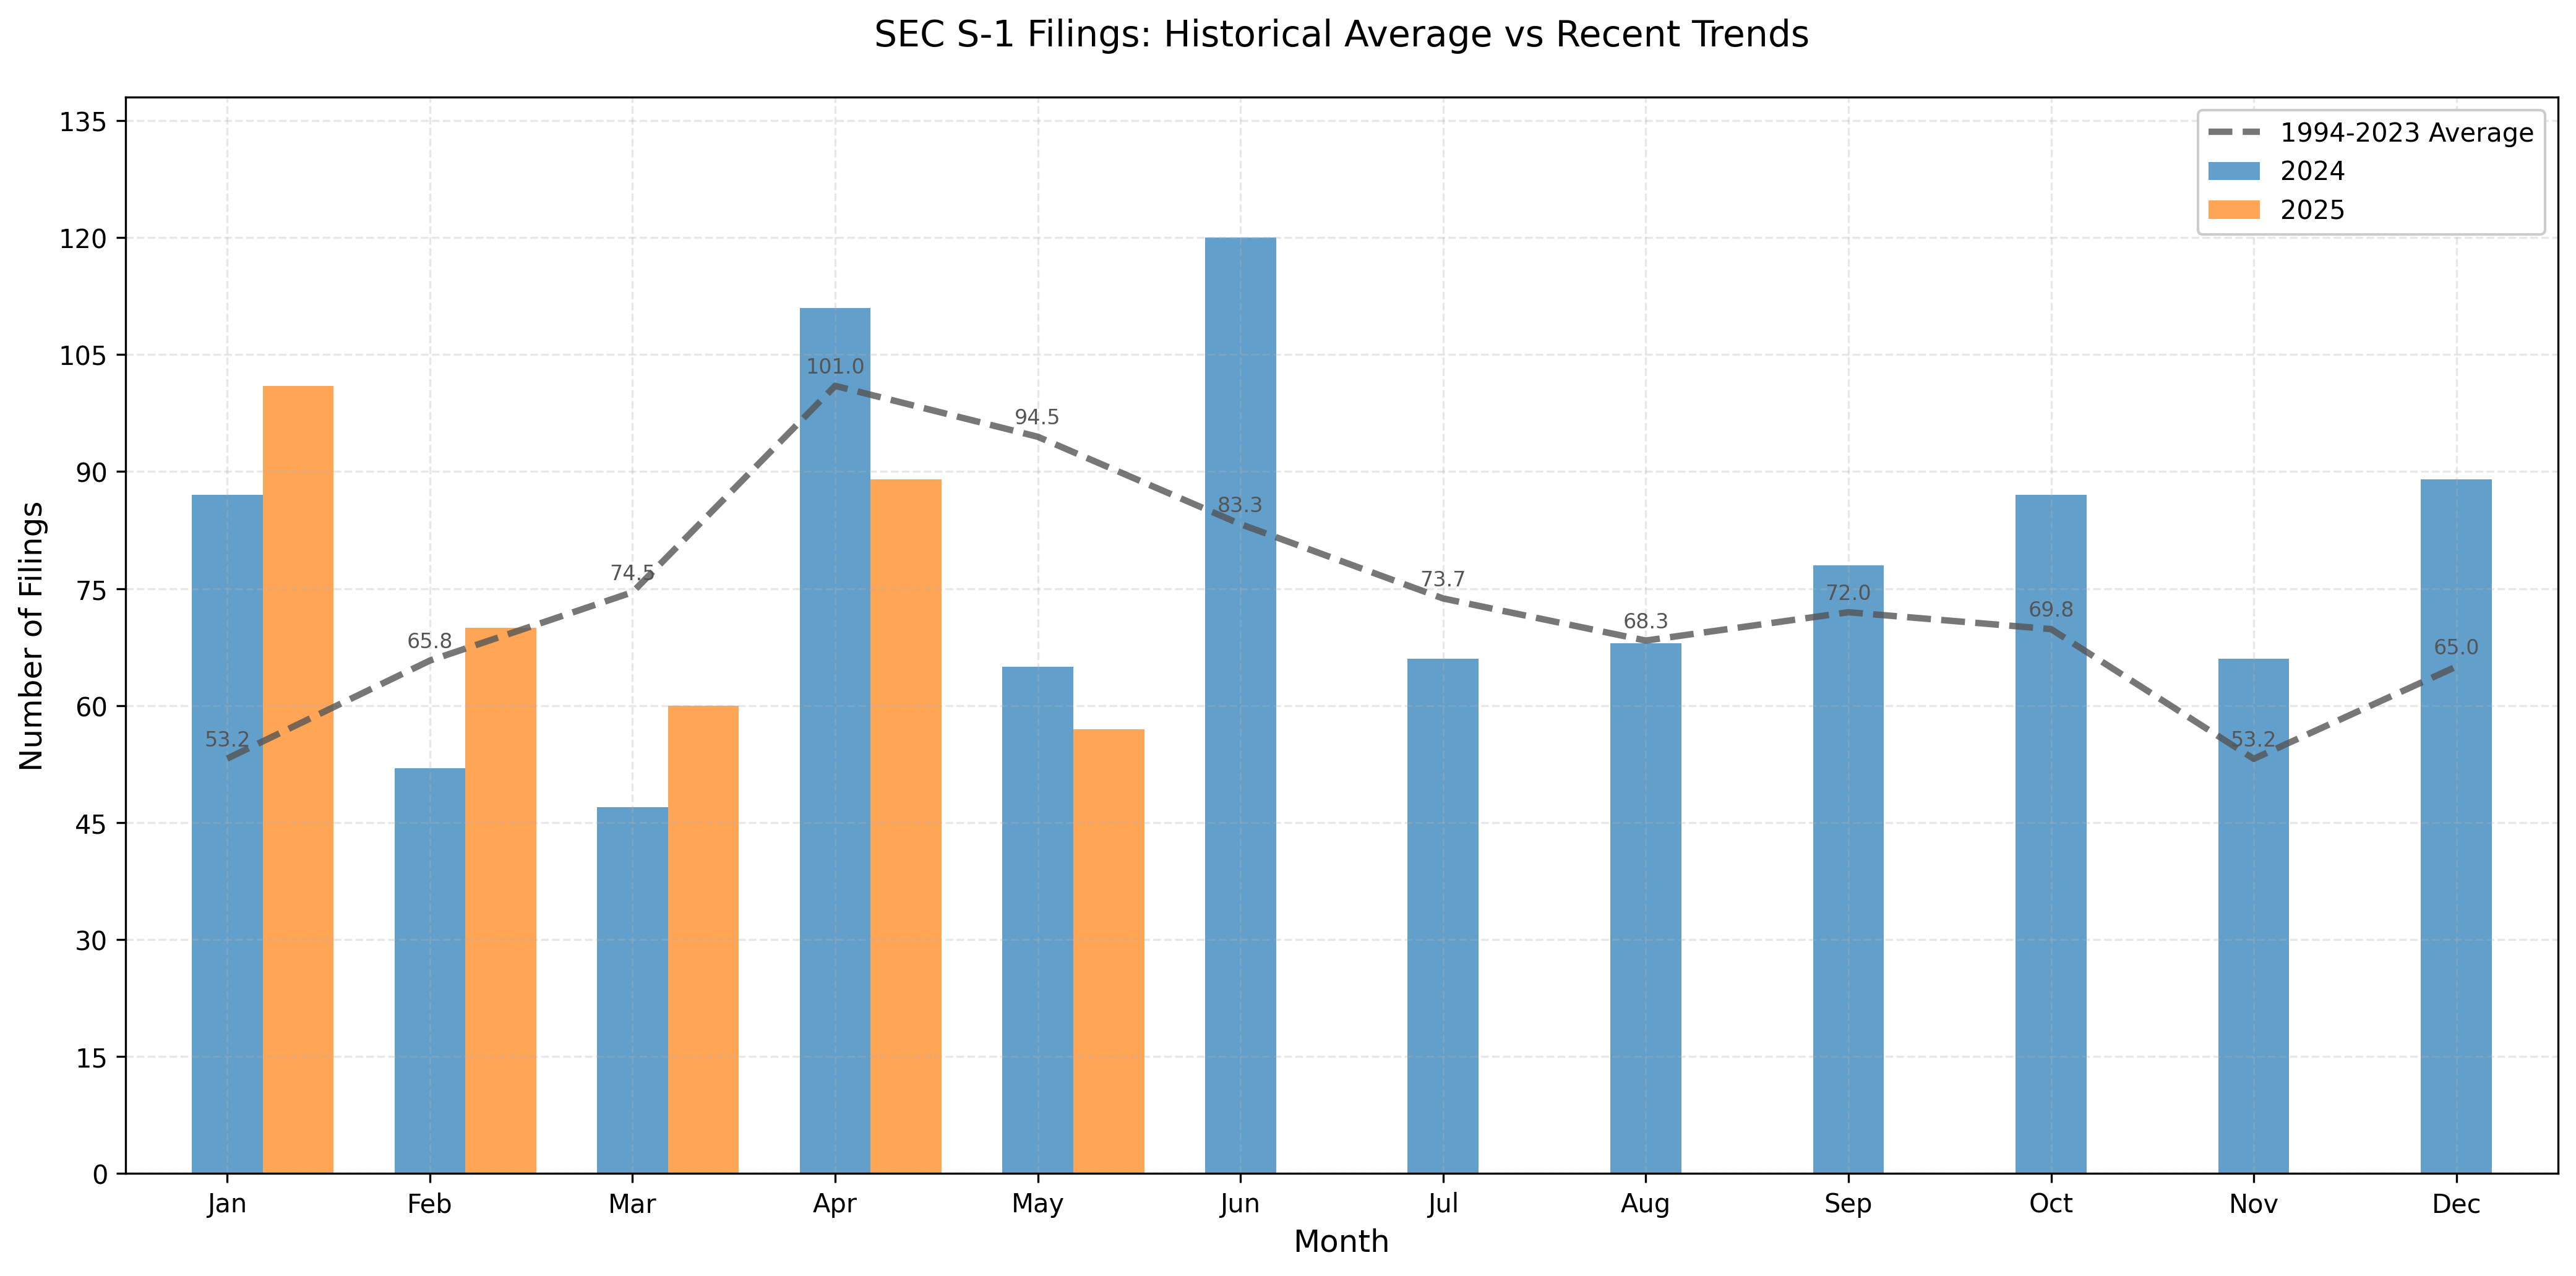 SEC S-1 Filings: Historical Average vs Recent Trends
1994-2023 Average
2024
2025
Number of Filings
135
120
105
90
75
60
45
30
15
0
53.2
65.8
74.5
101.0
94.5
83.3
73.7
68.3
72.0
69.8
53.2
65.0
Jan
Feb
Mar
Apr
May
Jun
Jul
Aug
Sep
Oct
Nov
Dec
Month